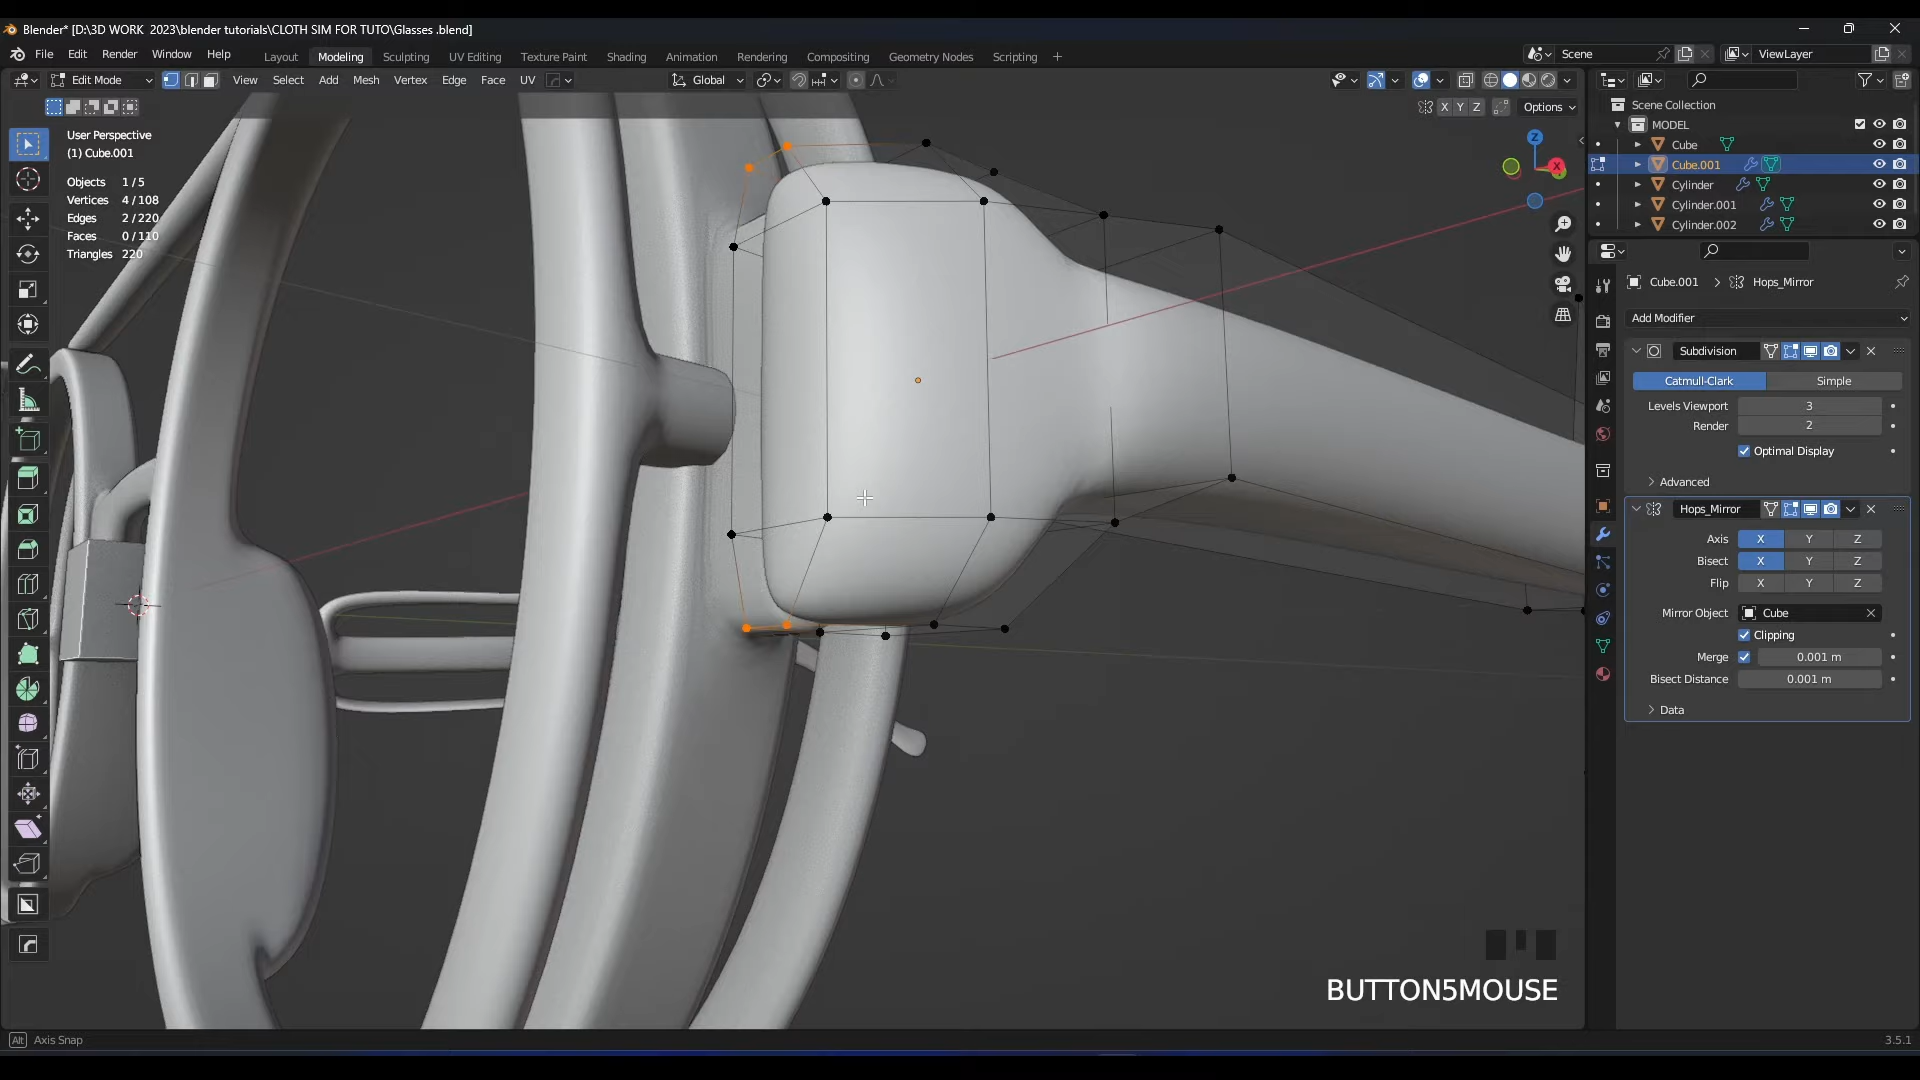 Blender* [D:\3D WORK  2023\blender tutorials\CLOTH SIM FOR TUTO\Glasses .blend]
File Edit Render Window Help Layout Modeling Sculpting UV Editing Texture Paint Shading Animation Rendering Compositing Geometry Nodes Scripting + Scene ViewLayer
Edit Mode View Select Add Mesh Vertex Edge Face UV Global
X Y Z Options
User Perspective
(1) Cube.001
Objects 1/5
Vertices 4/108
Edges 2/220
Faces 0/110
Triangles 220
Z
X
Scene Collection
MODEL
Cube
Cube.001
Cylinder
Cylinder.001
Cylinder.002
Cube.001 > Hops_Mirror
Add Modifier
Subdivision
Catmull-Clark Simple
Levels Viewport 3
Render 2
Optimal Display
Advanced
Hops_Mirror
Axis X Y Z
Bisect X Y Z
Flip X Y Z
Mirror Object Cube
Clipping
Merge 0.001 m
Bisect Distance 0.001 m
Data
BUTTON5MOUSE
Alt Axis Snap
3.5.1